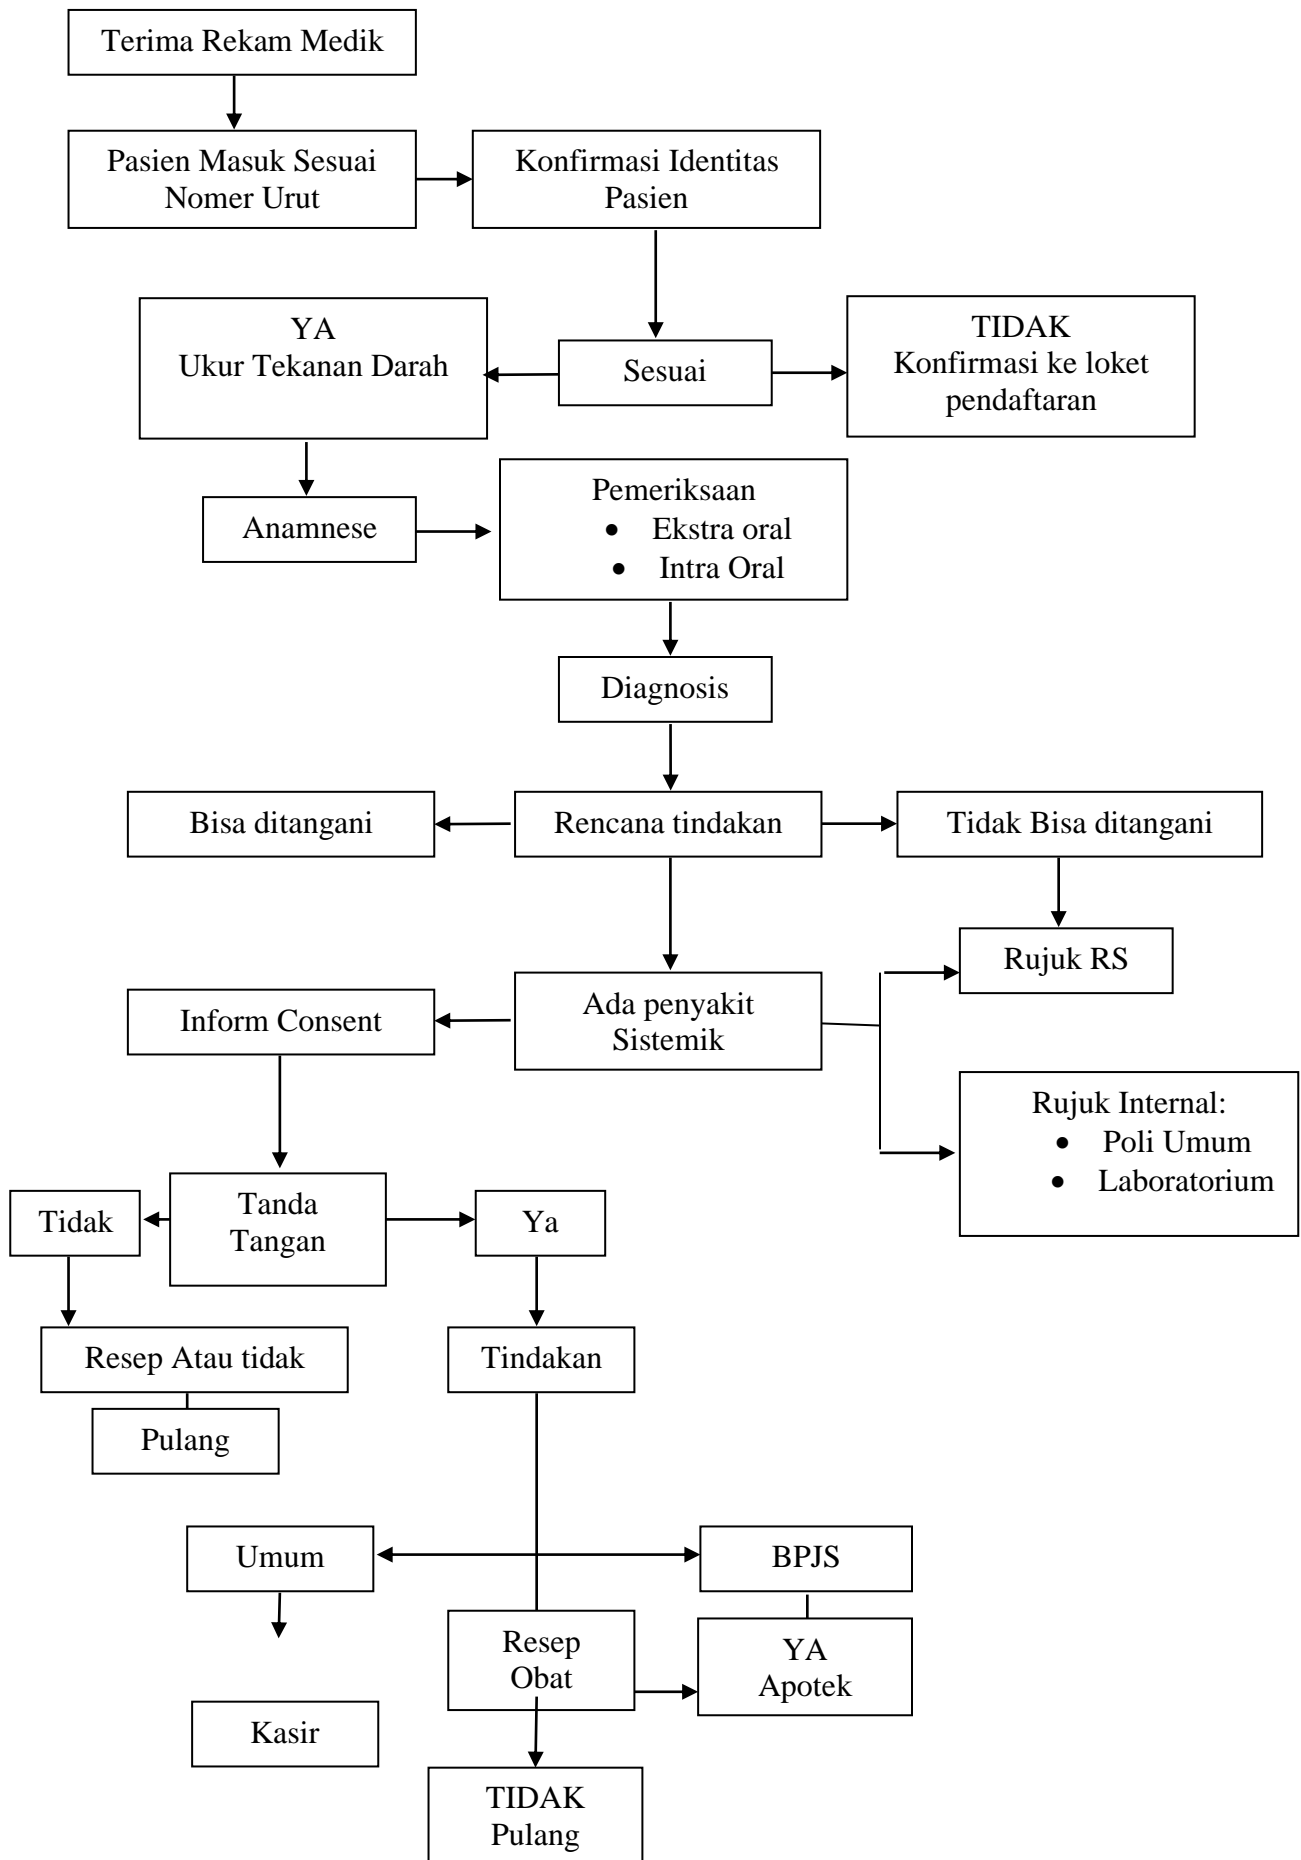 Terima Rekam Medik
Pasien Masuk Sesuai
Nomer Urut
Konfirmasi Identitas
Pasien
YA
Ukur Tekanan Darah
Sesuai
TIDAK
Konfirmasi ke loket
pendaftaran
Anamnese
Pemeriksaan
• Ekstra oral
• Intra Oral
Diagnosis
Bisa ditangani
Rencana tindakan
Tidak Bisa ditangani
Rujuk RS
Inform Consent
Ada penyakit
Sistemik
Rujuk Internal:
• Poli Umum
• Laboratorium
Tidak
Tanda
Tangan
Ya
Resep Atau tidak
Tindakan
Pulang
Umum
BPJS
Resep
Obat
YA
Apotek
Kasir
TIDAK
Pulang